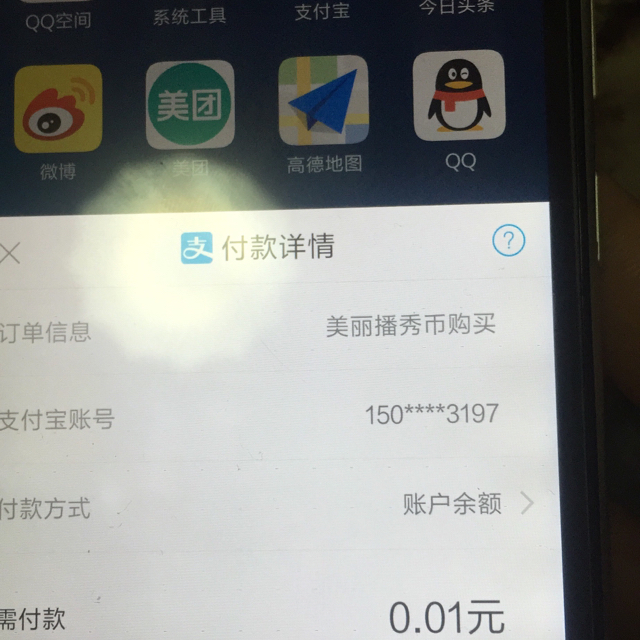 QQ空间 系统工具 支付宝 今日头条
美团
微博 美团 高德地图 QQ
支 付款详情 ?
订单信息 美丽播秀币购买
支付宝账号 150****3197
付款方式 账户余额
需付款 0.01元